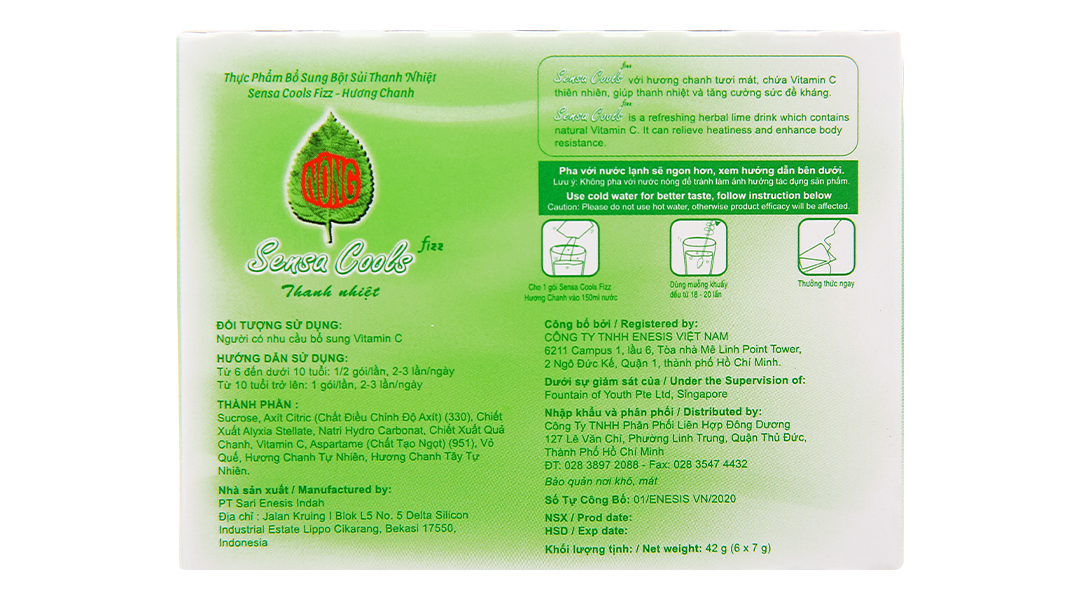 Thực Phẩm Bổ Sung Bột Sủi Thanh Nhiệt
Sensa Cools Fizz - Hương Chanh
NÓNG
Sensa Cools fizz
Thanh nhiệt
ĐỐI TƯỢNG SỬ DỤNG:
Người có nhu cầu bổ sung Vitamin C
HƯỚNG DẪN SỬ DỤNG:
Từ 6 đến dưới 10 tuổi: 1/2 gói/lần, 2-3 lần/ngày
Từ 10 tuổi trở lên: 1 gói/lần, 2-3 lần/ngày
THÀNH PHẦN :
Sucrose, Axít Citric (Chất Điều Chỉnh Độ Axít) (330), Chiết
Xuất Alyxia Stellate, Natri Hydro Carbonat, Chiết Xuất Quả
Chanh, Vitamin C, Aspartame (Chất Tạo Ngọt) (951), Vỏ
Quế, Hương Chanh Tự Nhiên, Hương Chanh Tây Tự
Nhiên.
Nhà sản xuất / Manufactured by:
PT Sari Enesis Indah
Địa chỉ : Jalan Kruing I Blok L5 No. 5 Delta Silicon
Industrial Estate Lippo Cikarang, Bekasi 17550,
Indonesia
Sensa Cools fizz với hương chanh tươi mát, chứa Vitamin C
thiên nhiên, giúp thanh nhiệt và tăng cường sức đề kháng.
Sensa Cools fizz is a refreshing herbal lime drink which contains
natural Vitamin C. It can relieve heatiness and enhance body
resistance.
Pha với nước lạnh sẽ ngon hơn, xem hướng dẫn bên dưới.
Lưu ý: Không pha với nước nóng để tránh làm ảnh hưởng tác dụng sản phẩm.
Use cold water for better taste, follow instruction below
Caution: Please do not use hot water, otherwise product efficacy will be affected.
Cho 1 gói Sensa Cools Fizz
Hương Chanh vào 150ml nước
Dùng muỗng khuấy
đều từ 18 - 20 lần
Thưởng thức ngay
Công bố bởi / Registered by:
CÔNG TY TNHH ENESIS VIỆT NAM
6211 Campus 1, lầu 6, Tòa nhà Mê Linh Point Tower,
2 Ngô Đức Kế, Quận 1, thành phố Hồ Chí Minh.
Dưới sự giám sát của / Under the Supervision of:
Fountain of Youth Pte Ltd, Singapore
Nhập khẩu và phân phối / Distributed by:
Công Ty TNHH Phân Phối Liên Hợp Đông Dương
127 Lê Văn Chí, Phường Linh Trung, Quận Thủ Đức,
Thành Phố Hồ Chí Minh
ĐT: 028 3897 2088 - Fax: 028 3547 4432
Bảo quản nơi khô, mát
Số Tự Công Bố: 01/ENESIS VN/2020
NSX / Prod date:
HSD / Exp date:
Khối lượng tịnh: / Net weight: 42 g (6 x 7 g)